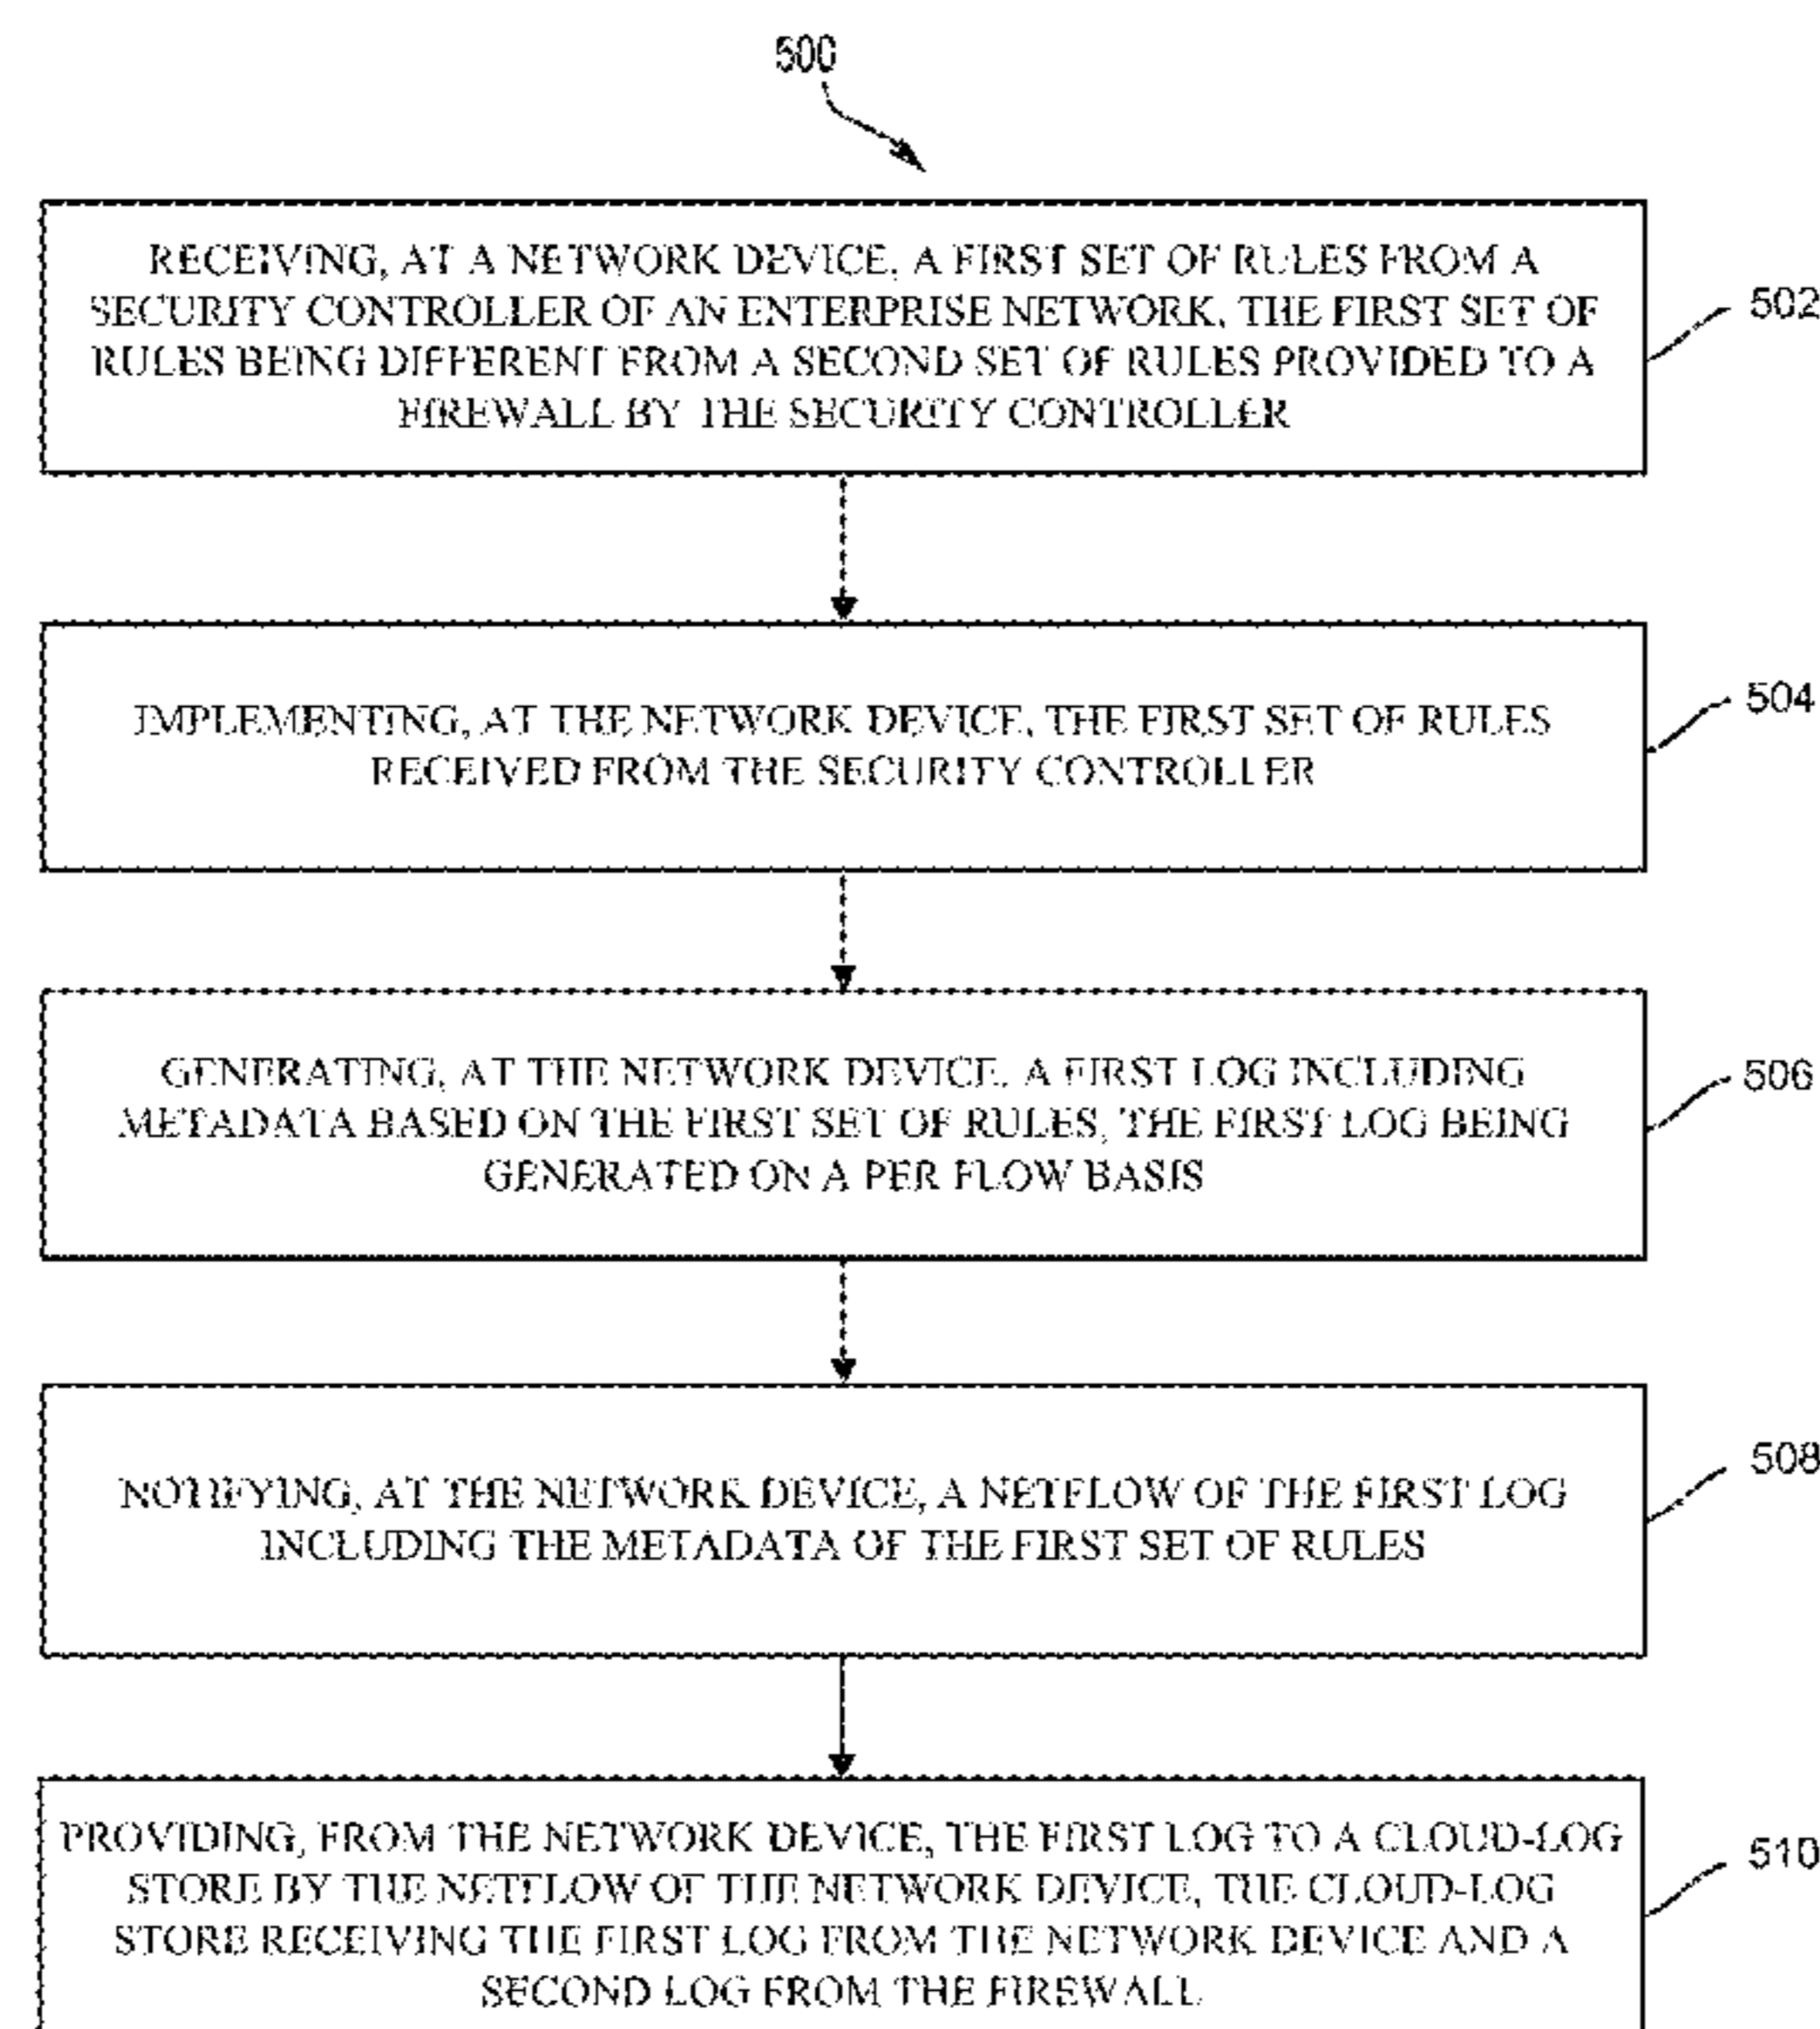 500
RECEIVING, AT A NETWORK DEVICE, A FIRST SET OF RULES FROM A
SECURITY CONTROLLER OF AN ENTERPRISE NETWORK, THE FIRST SET OF
RULES BEING DIFFERENT FROM A SECOND SET OF RULES PROVIDED TO A
FIREWALL BY THE SECURITY CONTROLLER
502
IMPLEMENTING, AT THE NETWORK DEVICE, THE FIRST SET OF RULES
RECEIVED FROM THE SECURITY CONTROLLER
504
GENERATING, AT THE NETWORK DEVICE, A FIRST LOG INCLUDING
METADATA BASED ON THE FIRST SET OF RULES, THE FIRST LOG BEING
GENERATED ON A PER FLOW BASIS
506
NOTIFYING, AT THE NETWORK DEVICE, A NETFLOW OF THE FIRST LOG
INCLUDING THE METADATA OF THE FIRST SET OF RULES
508
PROVIDING, FROM THE NETWORK DEVICE, THE FIRST LOG TO A CLOUD-LOG
STORE BY THE NETFLOW OF THE NETWORK DEVICE, THE CLOUD-LOG
STORE RECEIVING THE FIRST LOG FROM THE NETWORK DEVICE AND A
SECOND LOG FROM THE FIREWALL
510